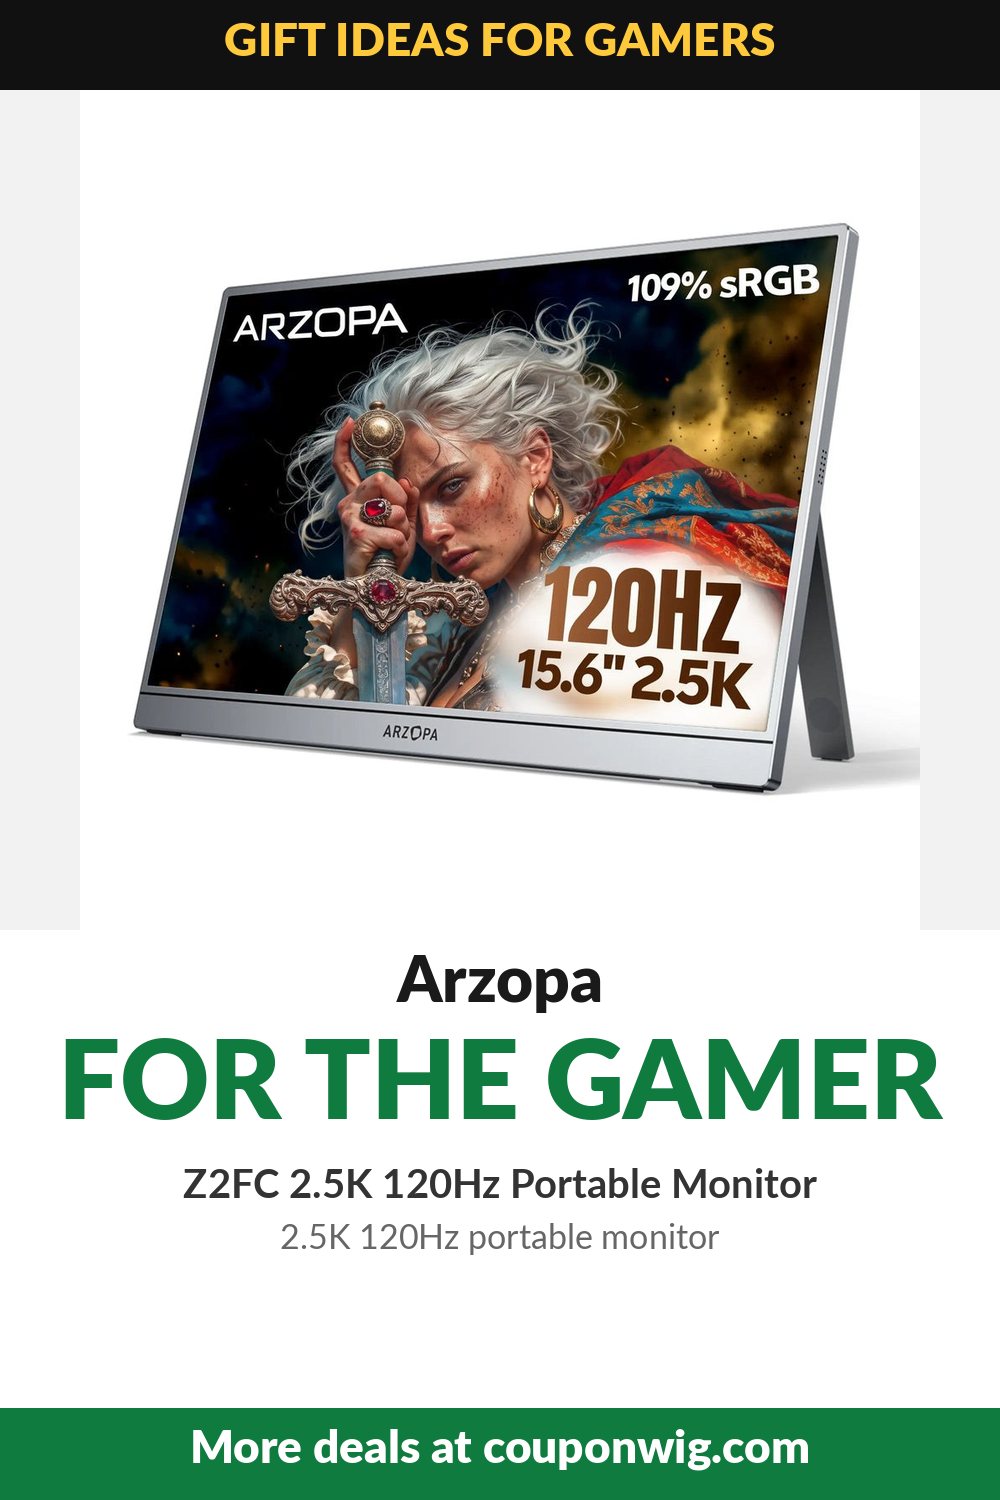 GIFT IDEAS FOR GAMERS
ARZOPA
109% sRGB
120Hz
15.6" 2.5K
ARZOPA
Arzopa
FOR THE GAMER
Z2FC 2.5K 120Hz Portable Monitor
2.5K 120Hz portable monitor
More deals at couponwig.com